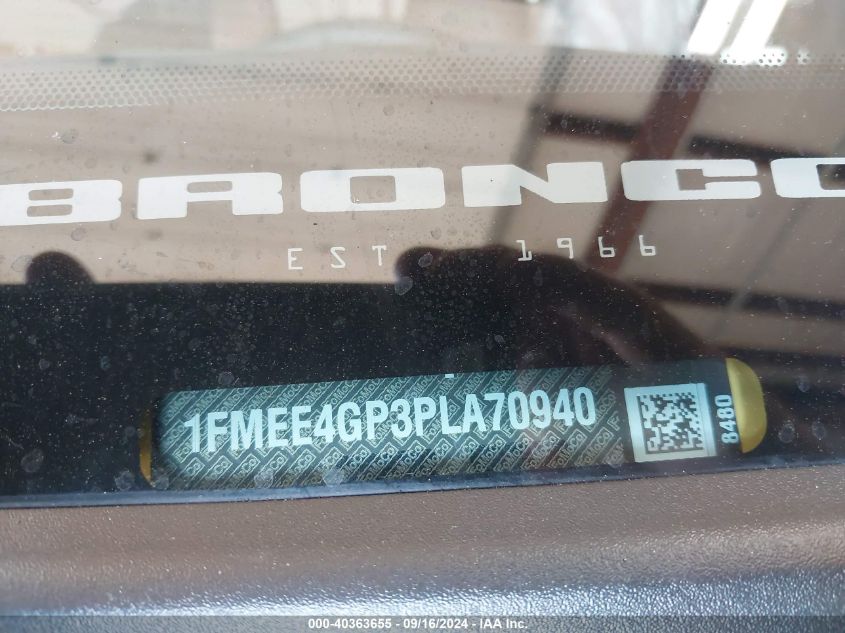 BRONCO
EST 1966
1FMEE4GP3PLA70940
8480
000-40363655 - 09/16/2024 - IAA Inc.